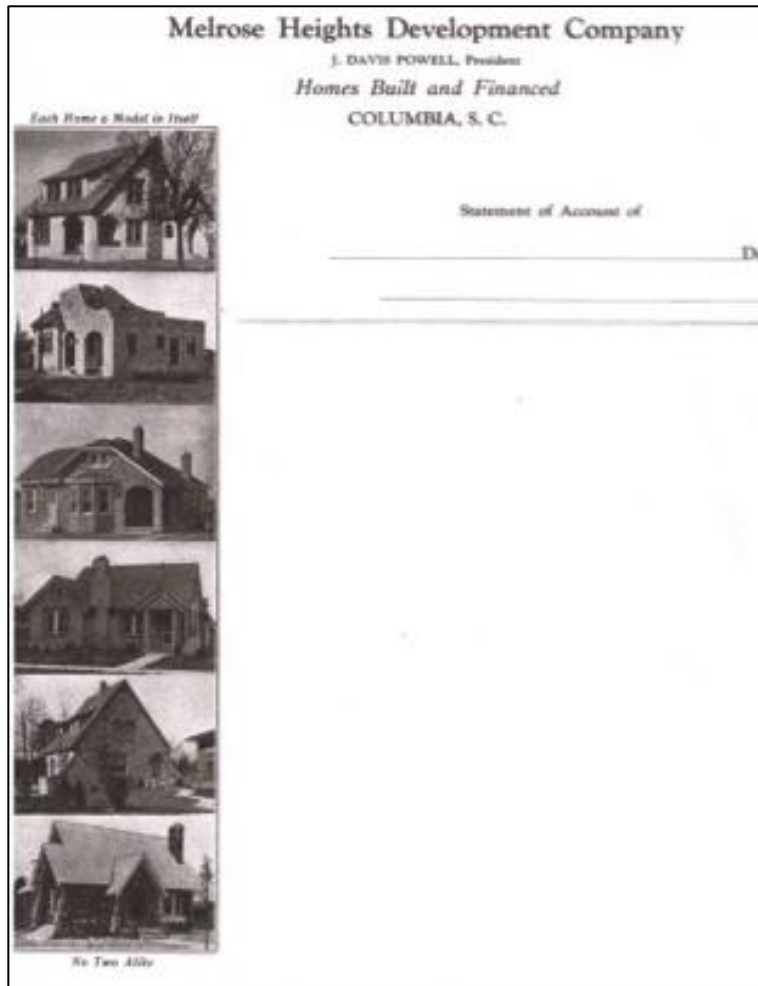 Melrose Heights Development Company
J. DAVIS POWELL, President
Homes Built and Financed
COLUMBIA, S. C.
Each Home a Model in Itself
Statement of Account of
No Two Alike